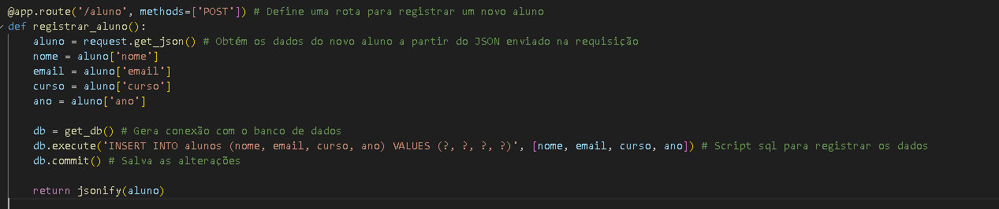 @app.route('/aluno', methods=['POST']) # Define uma rota para registrar um novo aluno
def registrar_aluno():
    aluno = request.get_json() # Obtém os dados do novo aluno a partir do JSON enviado na requisição
    nome = aluno['nome']
    email = aluno['email']
    curso = aluno['curso']
    ano = aluno['ano']

    db = get_db() # Gera conexão com o banco de dados
    db.execute('INSERT INTO alunos (nome, email, curso, ano) VALUES (?, ?, ?, ?)', [nome, email, curso, ano]) # Script sql para registrar os dados
    db.commit() # Salva as alterações

    return jsonify(aluno)